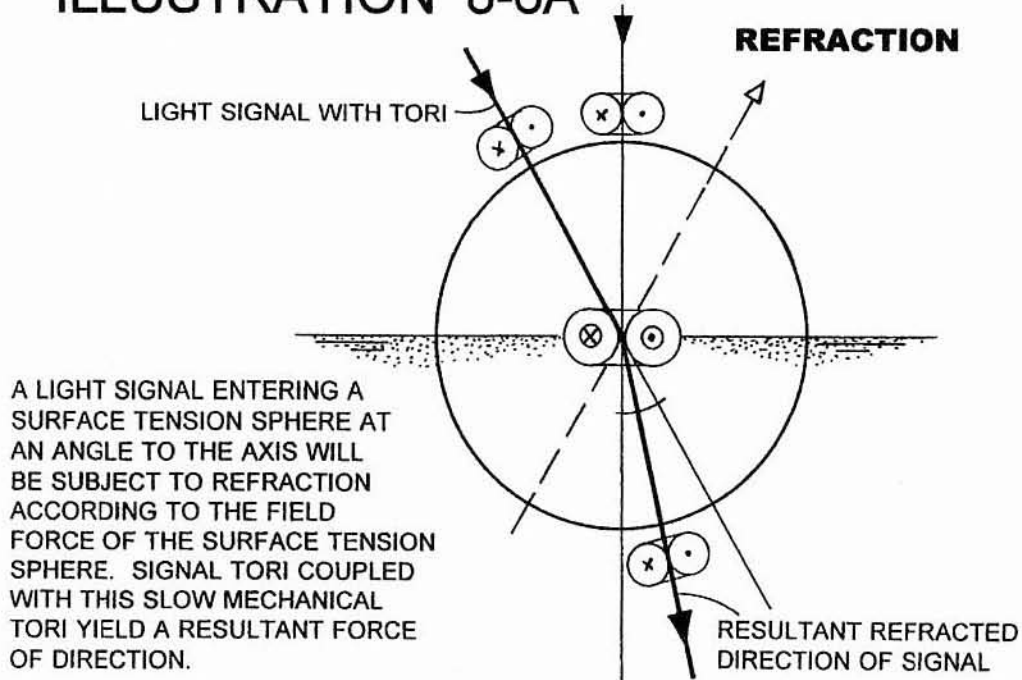 ILLUSTRATION 8-8A
REFRACTION
LIGHT SIGNAL WITH TORI
A LIGHT SIGNAL ENTERING A
SURFACE TENSION SPHERE AT
AN ANGLE TO THE AXIS WILL
BE SUBJECT TO REFRACTION
ACCORDING TO THE FIELD
FORCE OF THE SURFACE TENSION
SPHERE. SIGNAL TORI COUPLED
WITH THIS SLOW MECHANICAL
TORI YIELD A RESULTANT FORCE
OF DIRECTION.
RESULTANT REFRACTED
DIRECTION OF SIGNAL